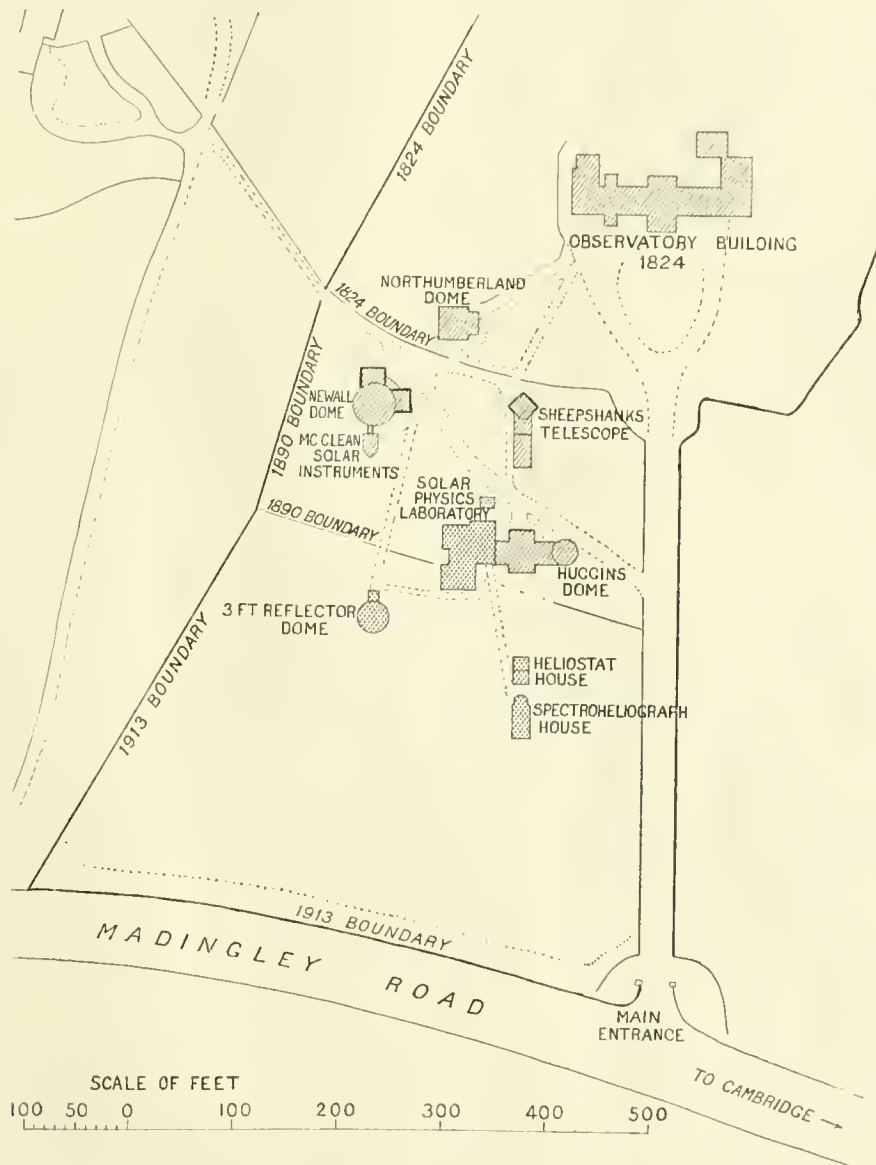 1824 BOUNDARY
OBSERVATORY BUILDING
1824
NORTHUMBERLAND
DOME
1824 BOUNDARY
1890 BOUNDARY
NEWALL
DOME
SHEEPSHANKS
TELESCOPE
MC CLEAN
SOLAR
INSTRUMENTS
SOLAR
PHYSICS
LABORATORY
1890 BOUNDARY
HUGGINS
DOME
3 FT REFLECTOR
DOME
1913 BOUNDARY
HELIOSTAT
HOUSE
SPECTROHELIOGRAPH
HOUSE
1913 BOUNDARY
MADINGLEY ROAD
MAIN
ENTRANCE
TO CAMBRIDGE →
SCALE OF FEET
100 50 0 100 200 300 400 500